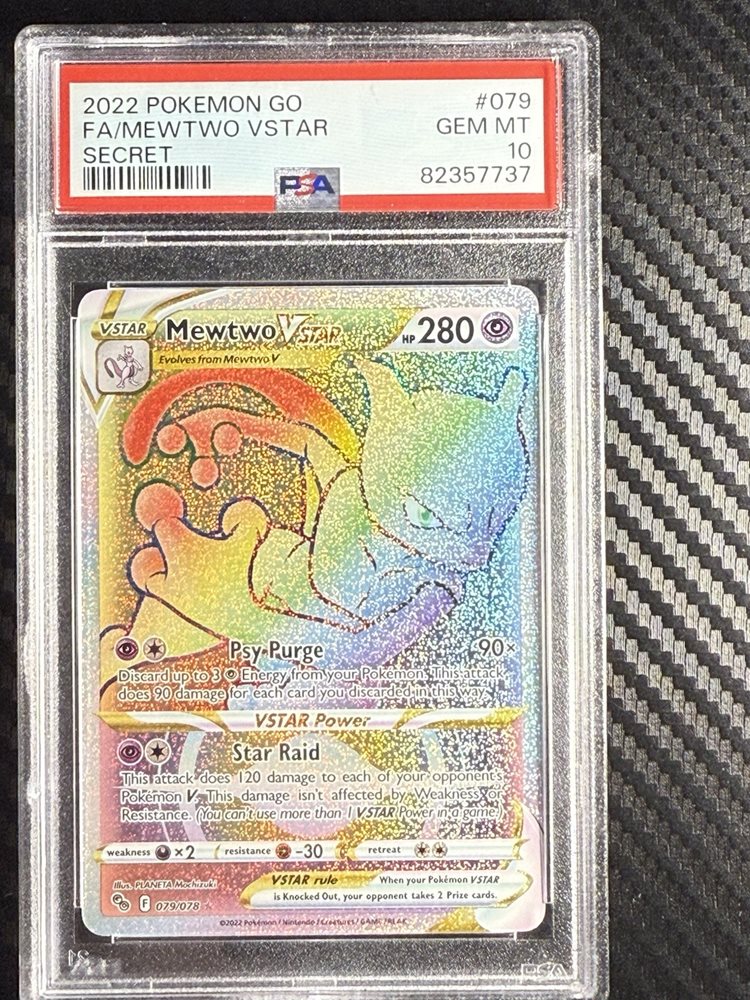 2022 POKEMON GO #079
FA/MEWTWO VSTAR GEM MT
SECRET 10
PSA 82357737
VSTAR Mewtwo VSTAR HP 280
Evolves from Mewtwo V
Psy Purge 90×
Discard up to 3 Energy from your Pokémon. This attack
does 90 damage for each card you discarded in this way.
VSTAR Power
Star Raid
This attack does 120 damage to each of your opponent's
Pokémon V. This damage isn't affected by Weakness or
Resistance. (You can't use more than 1 VSTAR Power in a game.)
weakness ×2 resistance -30 retreat
Illus. PLANETA Mochizuki
VSTAR rule When your Pokémon VSTAR
is Knocked Out, your opponent takes 2 Prize cards.
F 079/078
©2022 Pokémon / Nintendo / Creatures / GAME FREAK
PSA